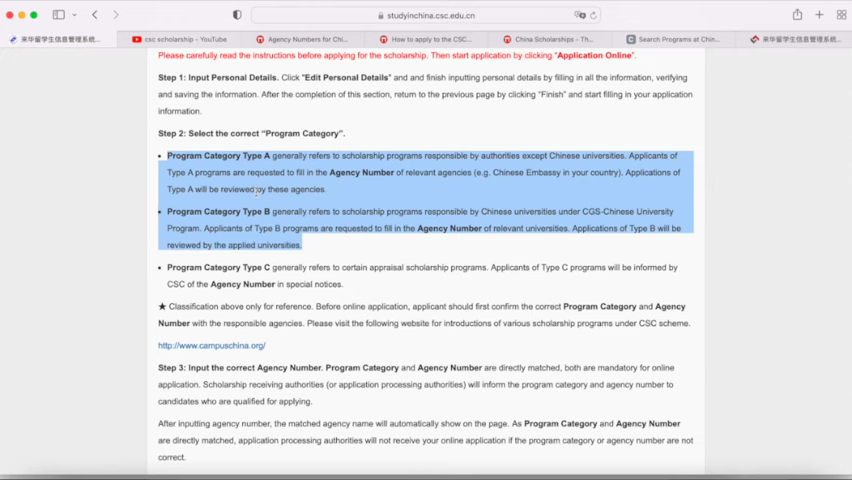 studyinchina.csc.edu.cn
来华留学生信息管理系统...
csc scholarship - YouTube
Agency Numbers for Chi...
How to apply to the CSC...
China Scholarships - Th...
Search Programs at Chin...
来华留学生信息管理系统...
Please carefully read the instructions before applying for the scholarship. Then start application by clicking "Application Online".
Step 1: Input Personal Details. Click "Edit Personal Details" and and finish inputting personal details by filling in all the information, verifying
and saving the information. After the completion of this section, return to the previous page by clicking "Finish" and start filling in your application
information.
Step 2: Select the correct "Program Category".
• Program Category Type A generally refers to scholarship programs responsible by authorities except Chinese universities. Applicants of
Type A programs are requested to fill in the Agency Number of relevant agencies (e.g. Chinese Embassy in your country). Applications of
Type A will be reviewed by these agencies.
• Program Category Type B generally refers to scholarship programs responsible by Chinese universities under CGS-Chinese University
Program. Applicants of Type B programs are requested to fill in the Agency Number of relevant universities. Applications of Type B will be
reviewed by the applied universities.
• Program Category Type C generally refers to certain appraisal scholarship programs. Applicants of Type C programs will be informed by
CSC of the Agency Number in special notices.
★ Classification above only for reference. Before online application, applicant should first confirm the correct Program Category and Agency
Number with the responsible agencies. Please visit the following website for introductions of various scholarship programs under CSC scheme.
http://www.campuschina.org/
Step 3: Input the correct Agency Number. Program Category and Agency Number are directly matched, both are mandatory for online
application. Scholarship receiving authorities (or application processing authorities) will inform the program category and agency number to
candidates who are qualified for applying.
After inputting agency number, the matched agency name will automatically show on the page. As Program Category and Agency Number
are directly matched, application processing authorities will not receive your online application if the program category or agency number are not
correct.